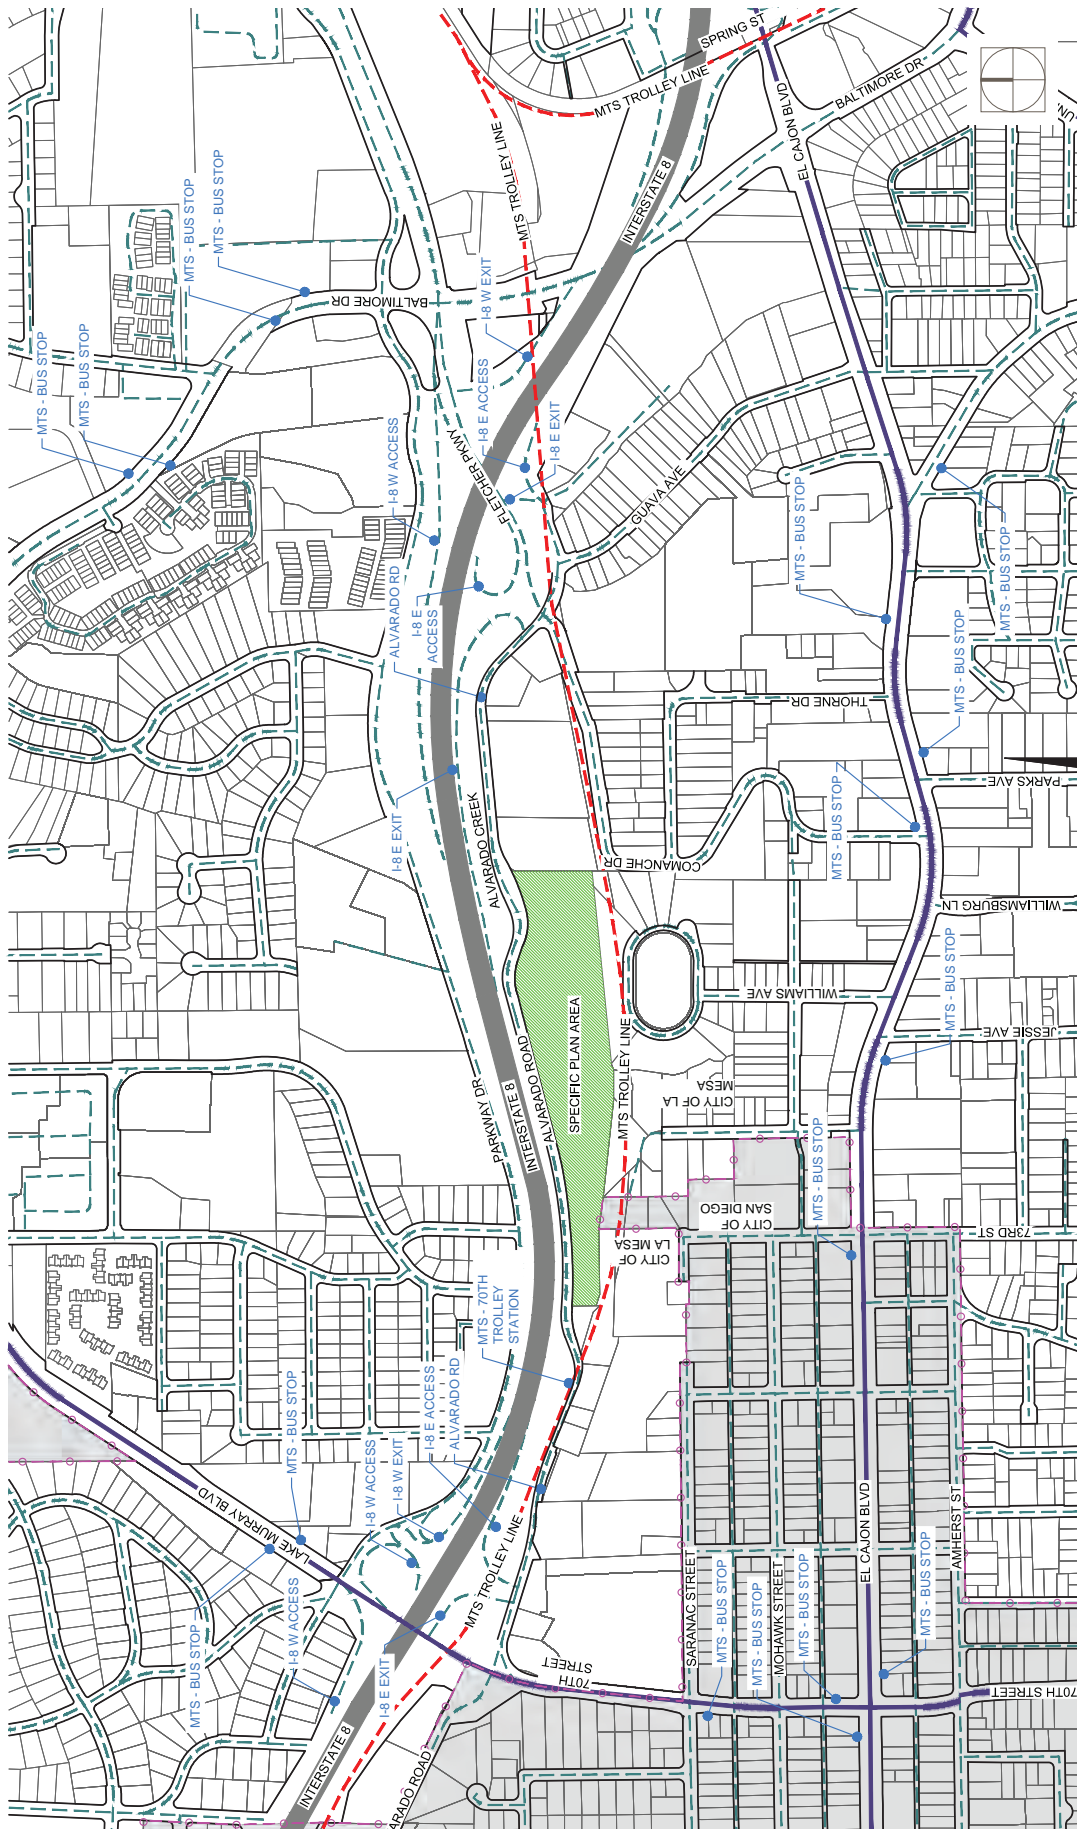 SPRING ST
MTS TROLLEY LINE
BALTIMORE DR
EL CAJON BLVD
MTS TROLLEY LINE
INTERSTATE 8
MTS - BUS STOP
MTS - BUS STOP
BALTIMORE DR
I-8 W EXIT
MTS - BUS STOP
MTS - BUS STOP
I-8 E ACCESS
I-8 E EXIT
I-8 W ACCESS
FLETCHER PKWY
GUAVA AVE
MTS - BUS STOP
MTS - BUS STOP
ALVARADO RD
I-8 E
ACCESS
MTS - BUS STOP
THORNE DR
PARKS AVE
I-8 E EXIT
ALVARADO CREEK
MTS - BUS STOP
COMANCHE DR
WILLIAMSBURG LN
WILLIAMS AVE
MTS - BUS STOP
JESSIE AVE
SPECIFIC PLAN AREA
MTS TROLLEY LINE
ALVARADO ROAD
INTERSTATE 8
PARKWAY DR
CITY OF LA
MESA
MTS - BUS STOP
CITY OF
SAN DIEGO
CITY OF
LA MESA
73RD ST
MTS - 70TH
TROLLEY
STATION
MTS - BUS STOP
I-8 E ACCESS
ALVARADO RD
I-8 W EXIT
I-8 W ACCESS
LAKE MURRAY BLVD
MTS TROLLEY LINE
EL CAJON BLVD
AMHERST ST
SARANAC STREET
MOHAWK STREET
MTS - BUS STOP
MTS - BUS STOP
MTS - BUS STOP
MTS - BUS STOP
MTS - BUS STOP
I-8 W ACCESS
I-8 E EXIT
70TH
STREET
70TH STREET
INTERSTATE 8
ARADO ROAD